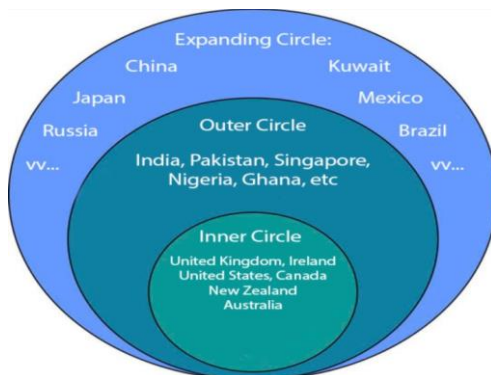 Expanding Circle:
China
Kuwait
Japan
Mexico
Russia
Brazil
vv...
vv...
Outer Circle
India, Pakistan, Singapore,
Nigeria, Ghana, etc
Inner Circle
United Kingdom, Ireland
United States, Canada
New Zealand
Australia